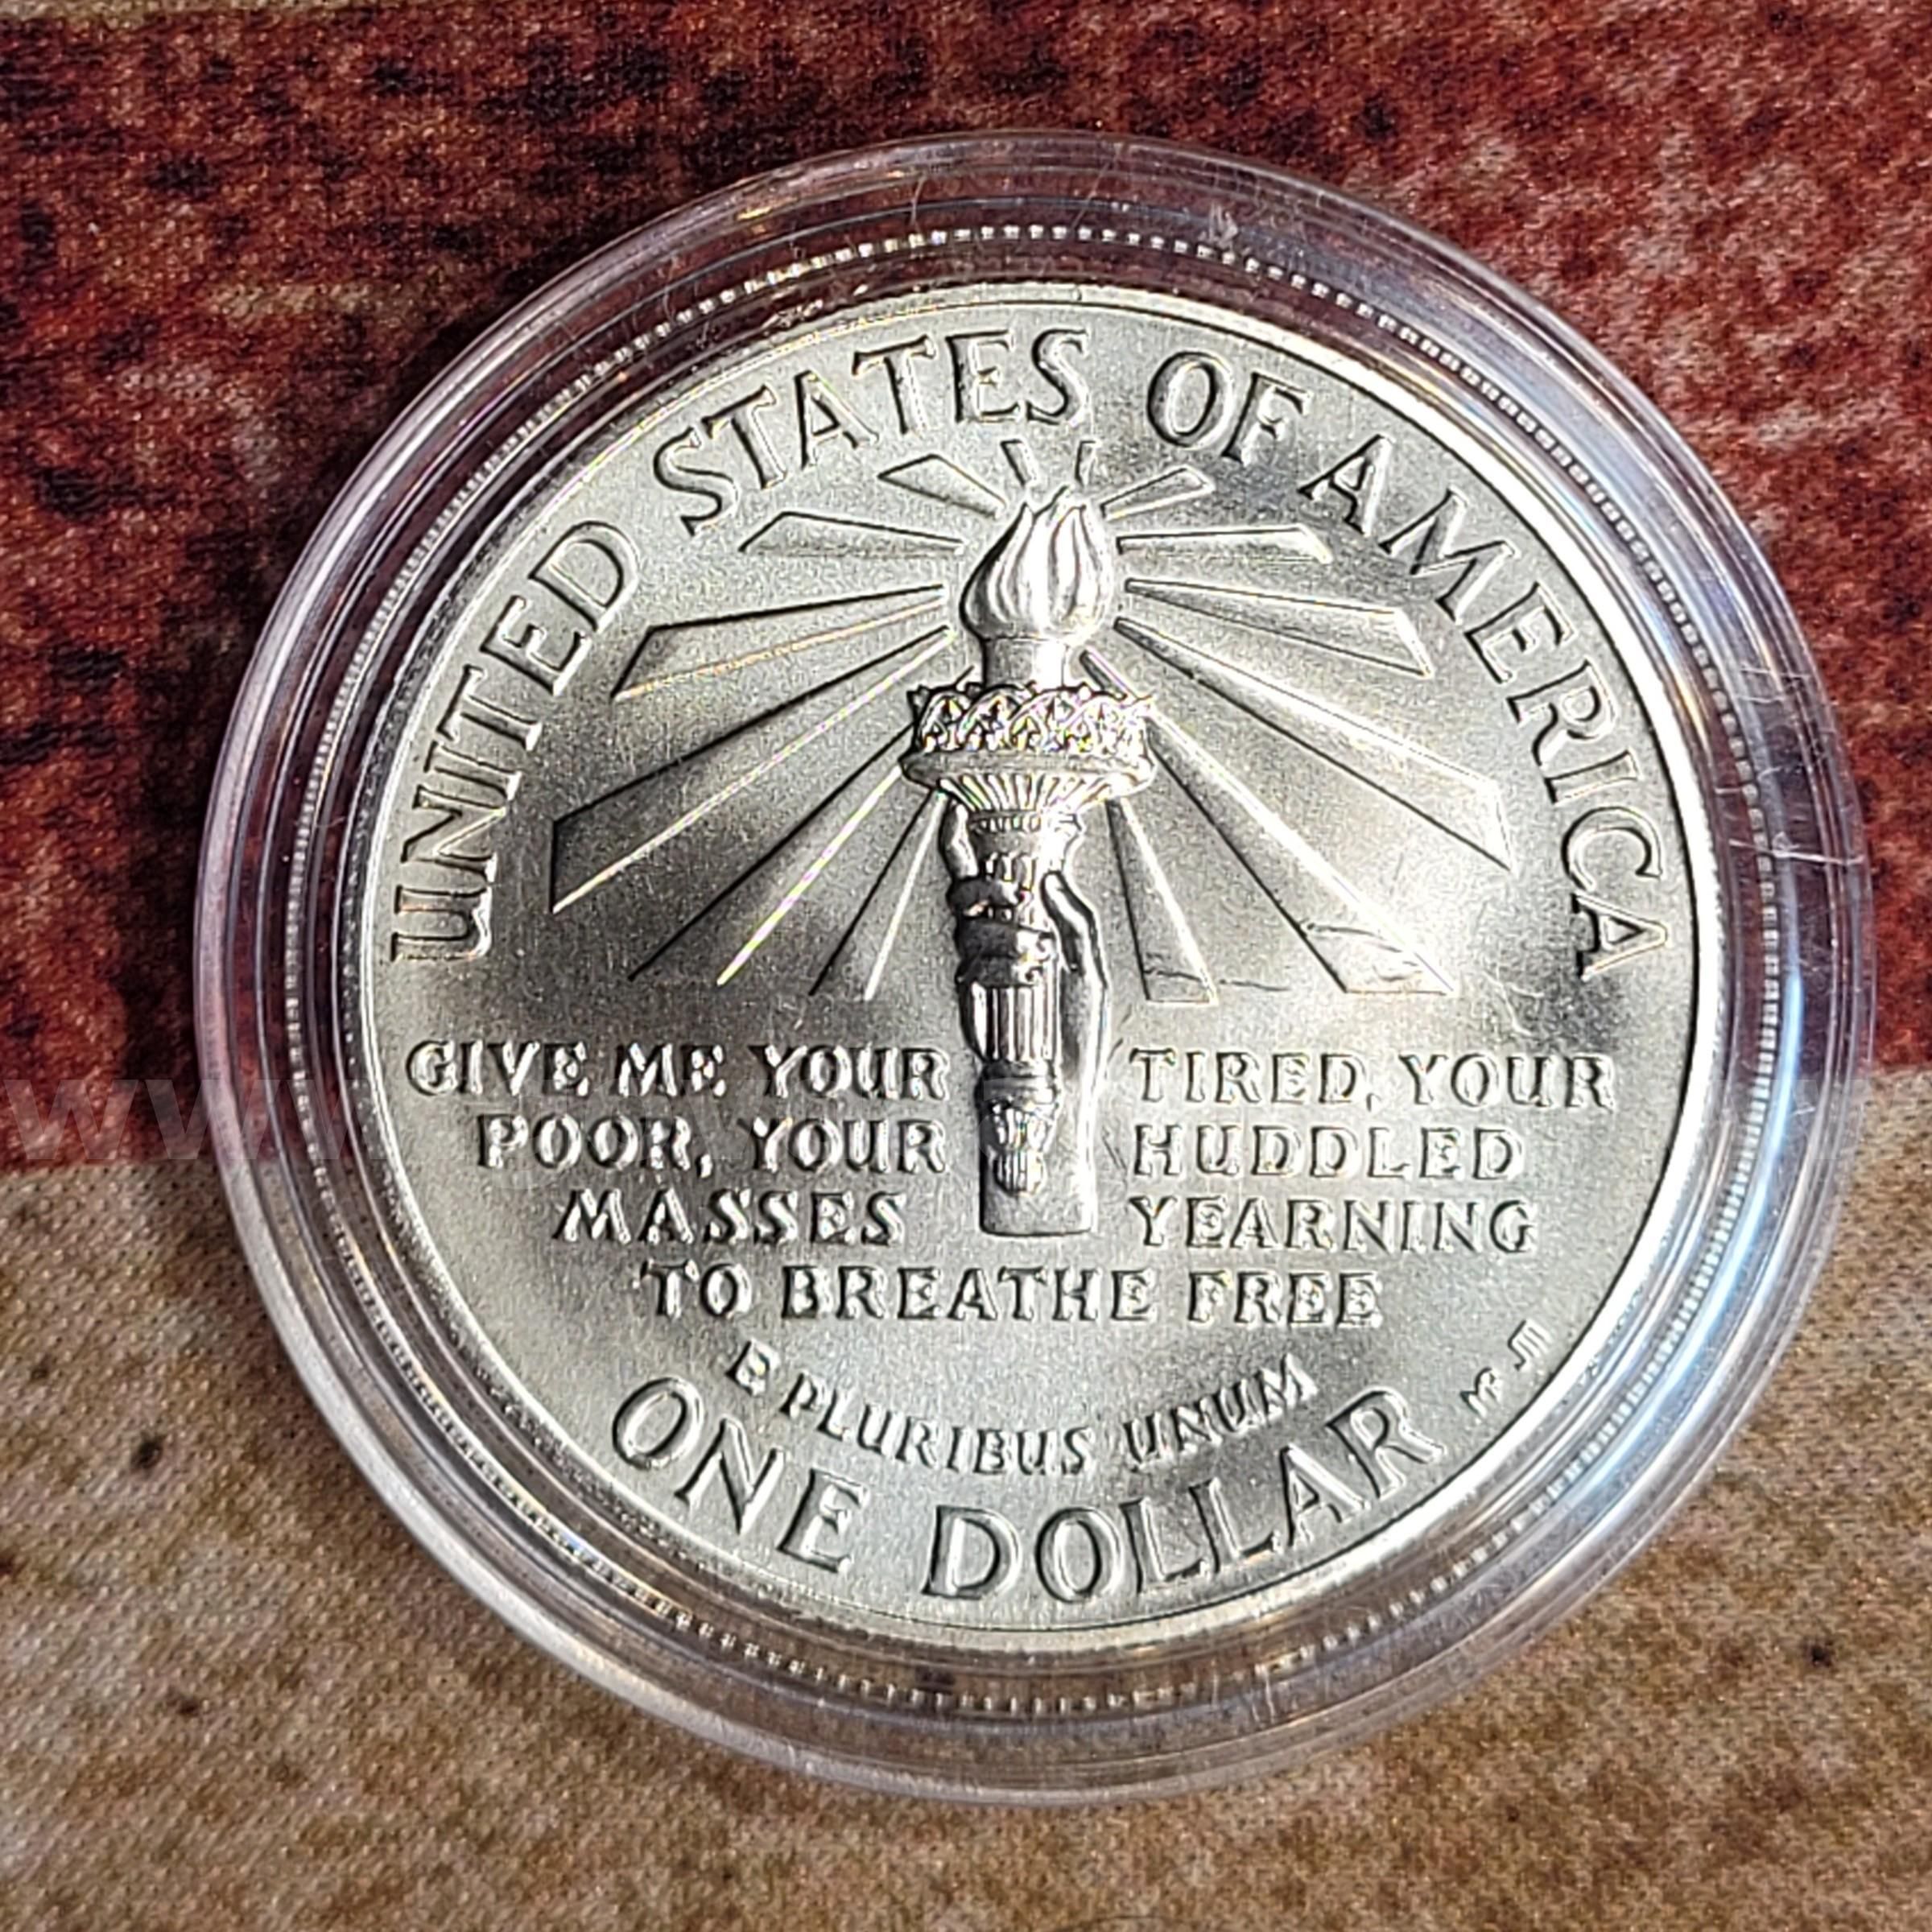 UNITED STATES OF AMERICA
GIVE ME YOUR TIRED, YOUR
POOR, YOUR HUDDLED
MASSES YEARNING
TO BREATHE FREE
E PLURIBUS UNUM
ONE DOLLAR